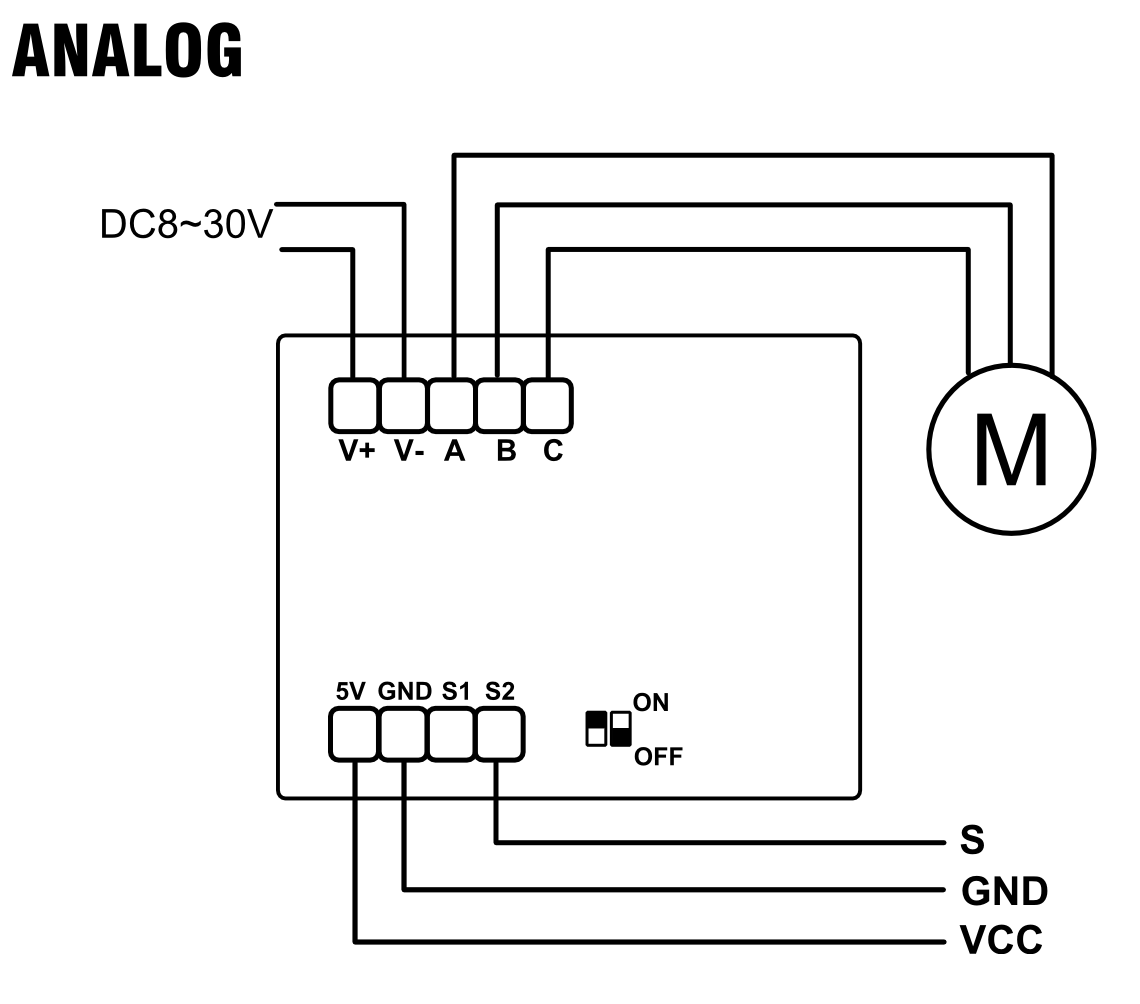 ANALOG
DC8~30V
V+ V- A B C
M
5V GND S1 S2
ON
OFF
S
GND
VCC